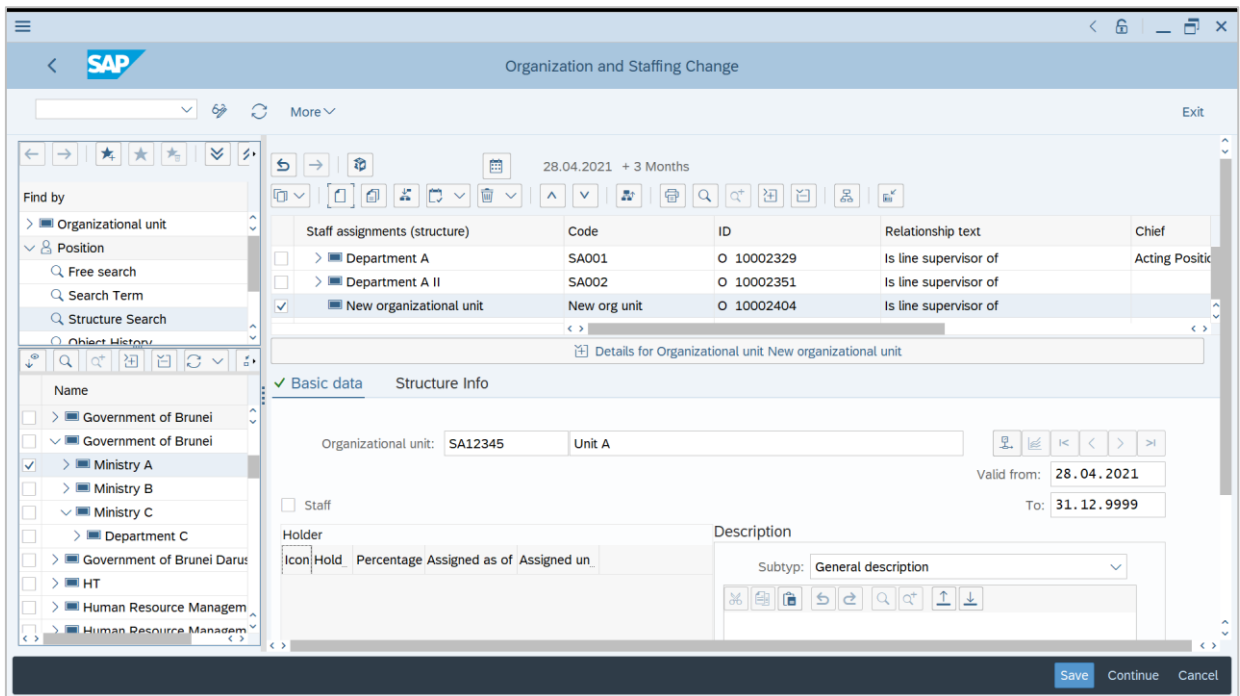 SAP
Organization and Staffing Change
More
Exit
28.04.2021 + 3 Months
Find by
Organizational unit
Position
Free search
Search Term
Structure Search
Object History
Staff assignments (structure) Code ID Relationship text Chief
Department A SA001 O 10002329 Is line supervisor of Acting Positic
Department A II SA002 O 10002351 Is line supervisor of
New organizational unit New org unit O 10002404 Is line supervisor of
Details for Organizational unit New organizational unit
Name
Government of Brunei
Government of Brunei
Ministry A
Ministry B
Ministry C
Department C
Government of Brunei Darus
HT
Human Resource Managem
Human Resource Managem
Basic data Structure Info
Organizational unit: SA12345 Unit A
Valid from: 28.04.2021
Staff To: 31.12.9999
Holder Description
Icon Hold_ Percentage Assigned as of Assigned un_
Subtyp: General description
Save Continue Cancel